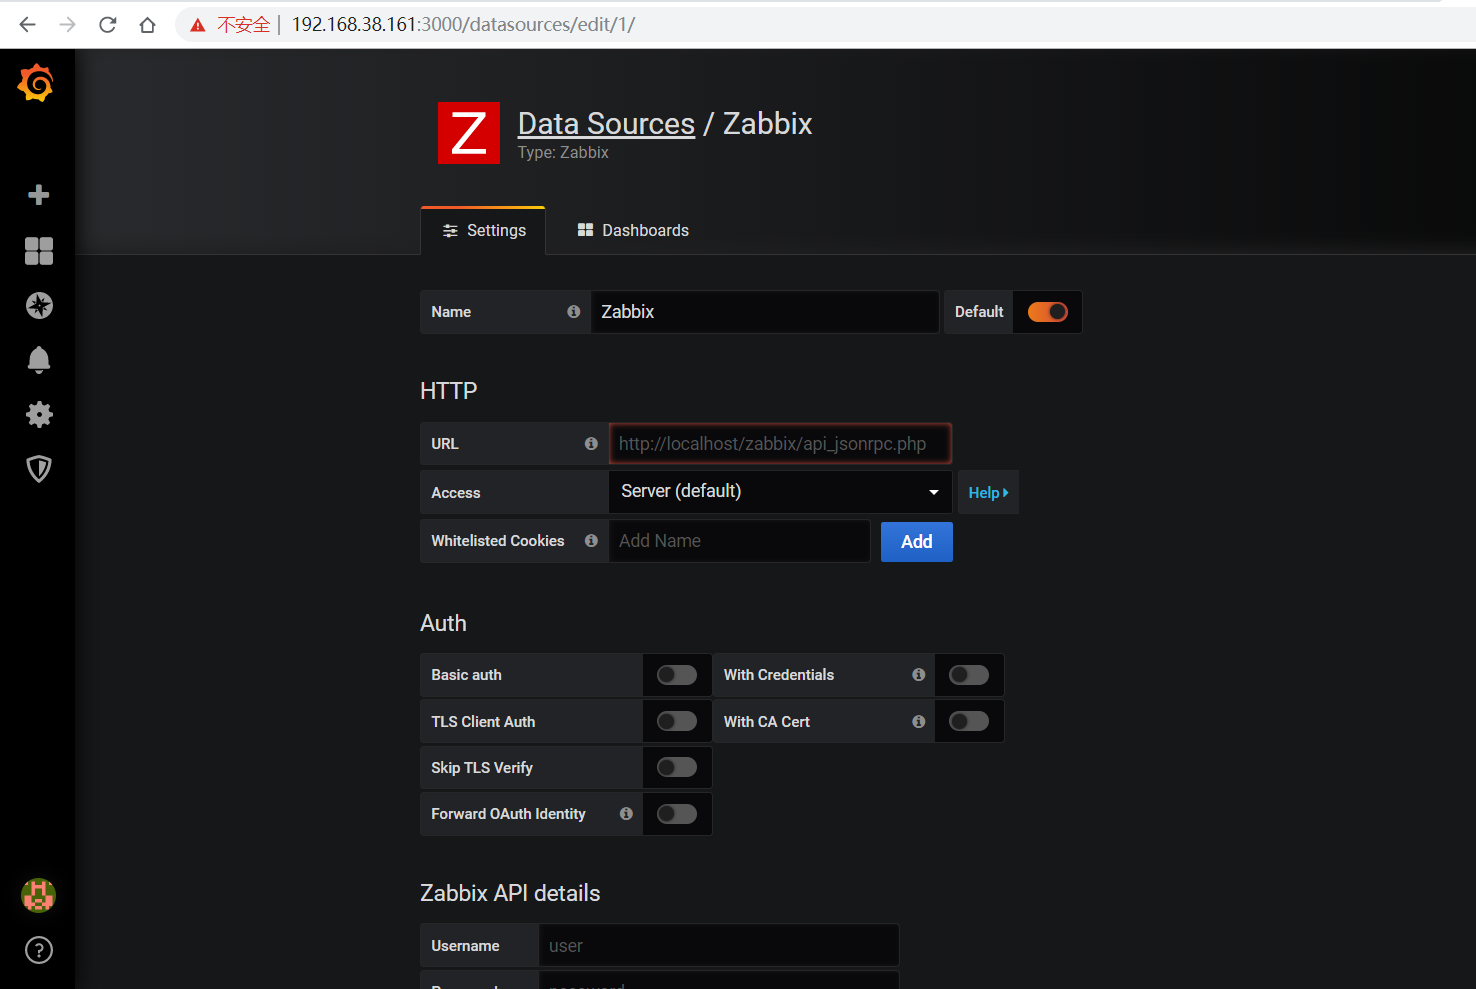 不安全 | 192.168.38.161:3000/datasources/edit/1/
Z
Data Sources / Zabbix
Type: Zabbix
Settings
Dashboards
Name
Zabbix
Default
HTTP
URL
http://localhost/zabbix/api_jsonrpc.php
Access
Server (default)
Help
Whitelisted Cookies
Add Name
Add
Auth
Basic auth
With Credentials
TLS Client Auth
With CA Cert
Skip TLS Verify
Forward OAuth Identity
Zabbix API details
Username
user